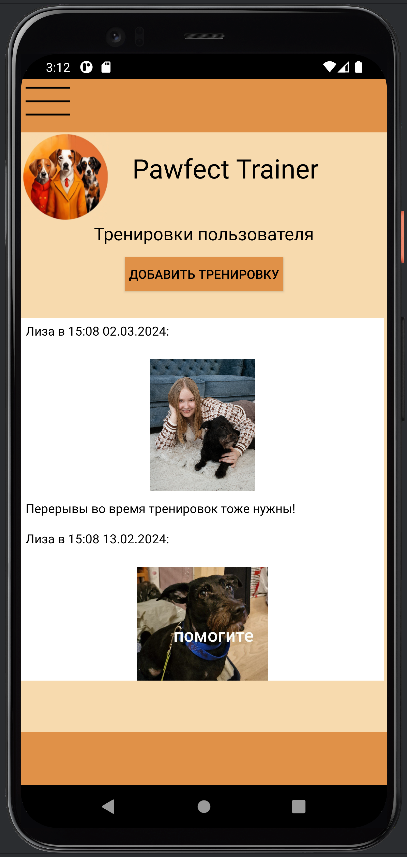 3:12
Pawfect Trainer
Тренировки пользователя
ДОБАВИТЬ ТРЕНИРОВКУ
Лиза в 15:08 02.03.2024:
Перерывы во время тренировок тоже нужны!
Лиза в 15:08 13.02.2024:
помогите